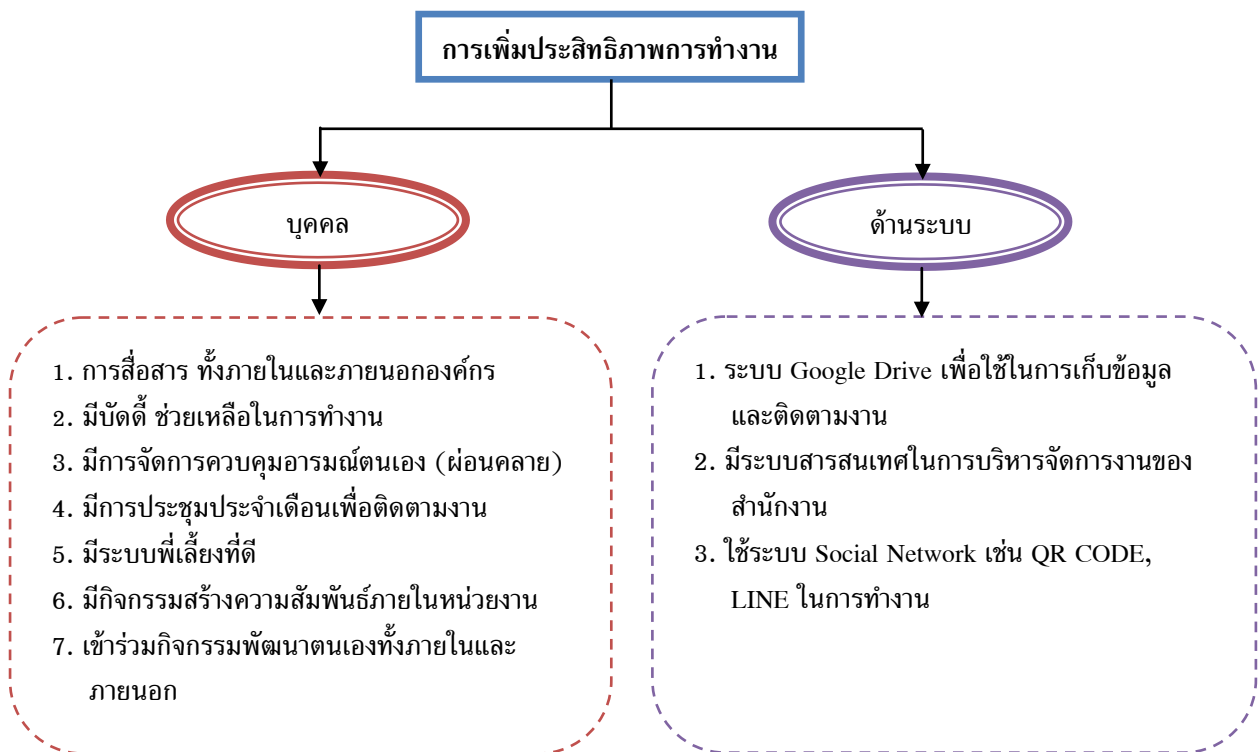 การเพิ่มประสิทธิภาพการทำงาน
บุคคล
ด้านระบบ
1. การสื่อสาร ทั้งภายในและภายนอกองค์กร
2. มีบัดดี้ ช่วยเหลือในการทำงาน
3. มีการจัดการควบคุมอารมณ์ตนเอง (ผ่อนคลาย)
4. มีการประชุมประจำเดือนเพื่อติดตามงาน
5. มีระบบพี่เลี้ยงที่ดี
6. มีกิจกรรมสร้างความสัมพันธ์ภายในหน่วยงาน
7. เข้าร่วมกิจกรรมพัฒนาตนเองทั้งภายในและ
ภายนอก
1. ระบบ Google Drive เพื่อใช้ในการเก็บข้อมูล
และติดตามงาน
2. มีระบบสารสนเทศในการบริหารจัดการงานของ
สำนักงาน
3. ใช้ระบบ Social Network เช่น QR CODE,
LINE ในการทำงาน